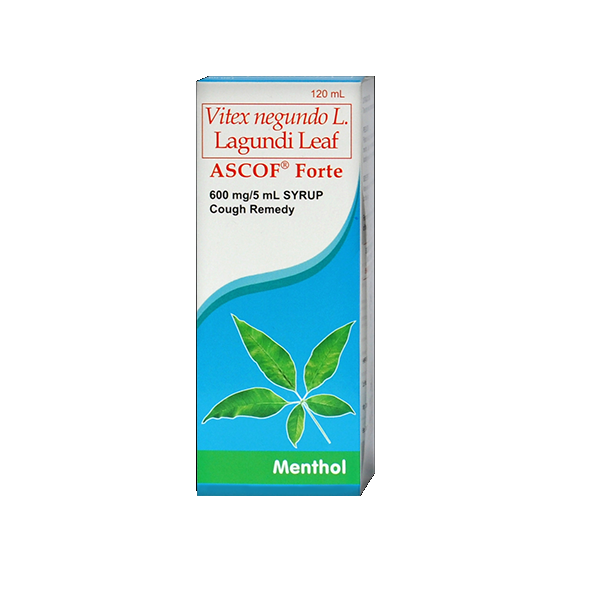 120 mL
Vitex negundo L.
Lagundi Leaf
ASCOF® Forte
600 mg/5 mL SYRUP
Cough Remedy
Menthol